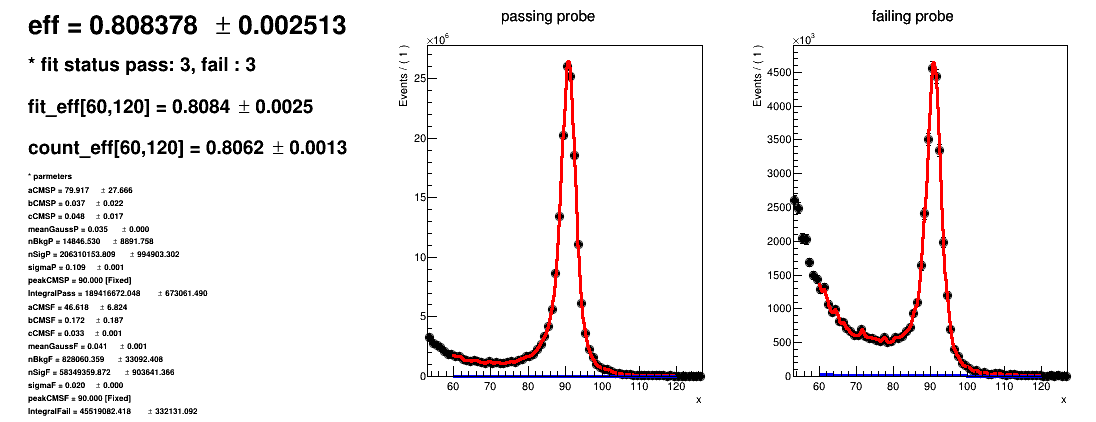 eff = 0.808378 ± 0.002513
* fit status pass: 3, fail : 3
fit_eff[60,120] = 0.8084 ± 0.0025
count_eff[60,120] = 0.8062 ± 0.0013
* parmeters
aCMSP = 79.917 ± 27.666
bCMSP = 0.037 ± 0.022
cCMSP = 0.048 ± 0.017
meanGaussP = 0.035 ± 0.000
nBkgP = 14846.530 ± 8891.758
nSigP = 206310153.809 ± 994903.302
sigmaP = 0.109 ± 0.001
peakCMSP = 90.000 [Fixed]
IntegralPass = 189416672.048 ± 673061.490
aCMSF = 46.618 ± 6.824
bCMSF = 0.172 ± 0.187
cCMSF = 0.033 ± 0.001
meanGaussF = 0.041 ± 0.001
nBkgF = 828060.359 ± 33092.408
nSigF = 58349359.872 ± 903641.366
sigmaF = 0.020 ± 0.000
peakCMSF = 90.000 [Fixed]
IntegralFail = 45519082.418 ± 332131.092
passing probe
×10⁶
Events / ( 1 )
25
20
15
10
5
0
60 70 80 90 100 110 120
x
failing probe
×10³
Events / ( 1 )
4500
4000
3500
3000
2500
2000
1500
1000
500
0
60 70 80 90 100 110 120
x